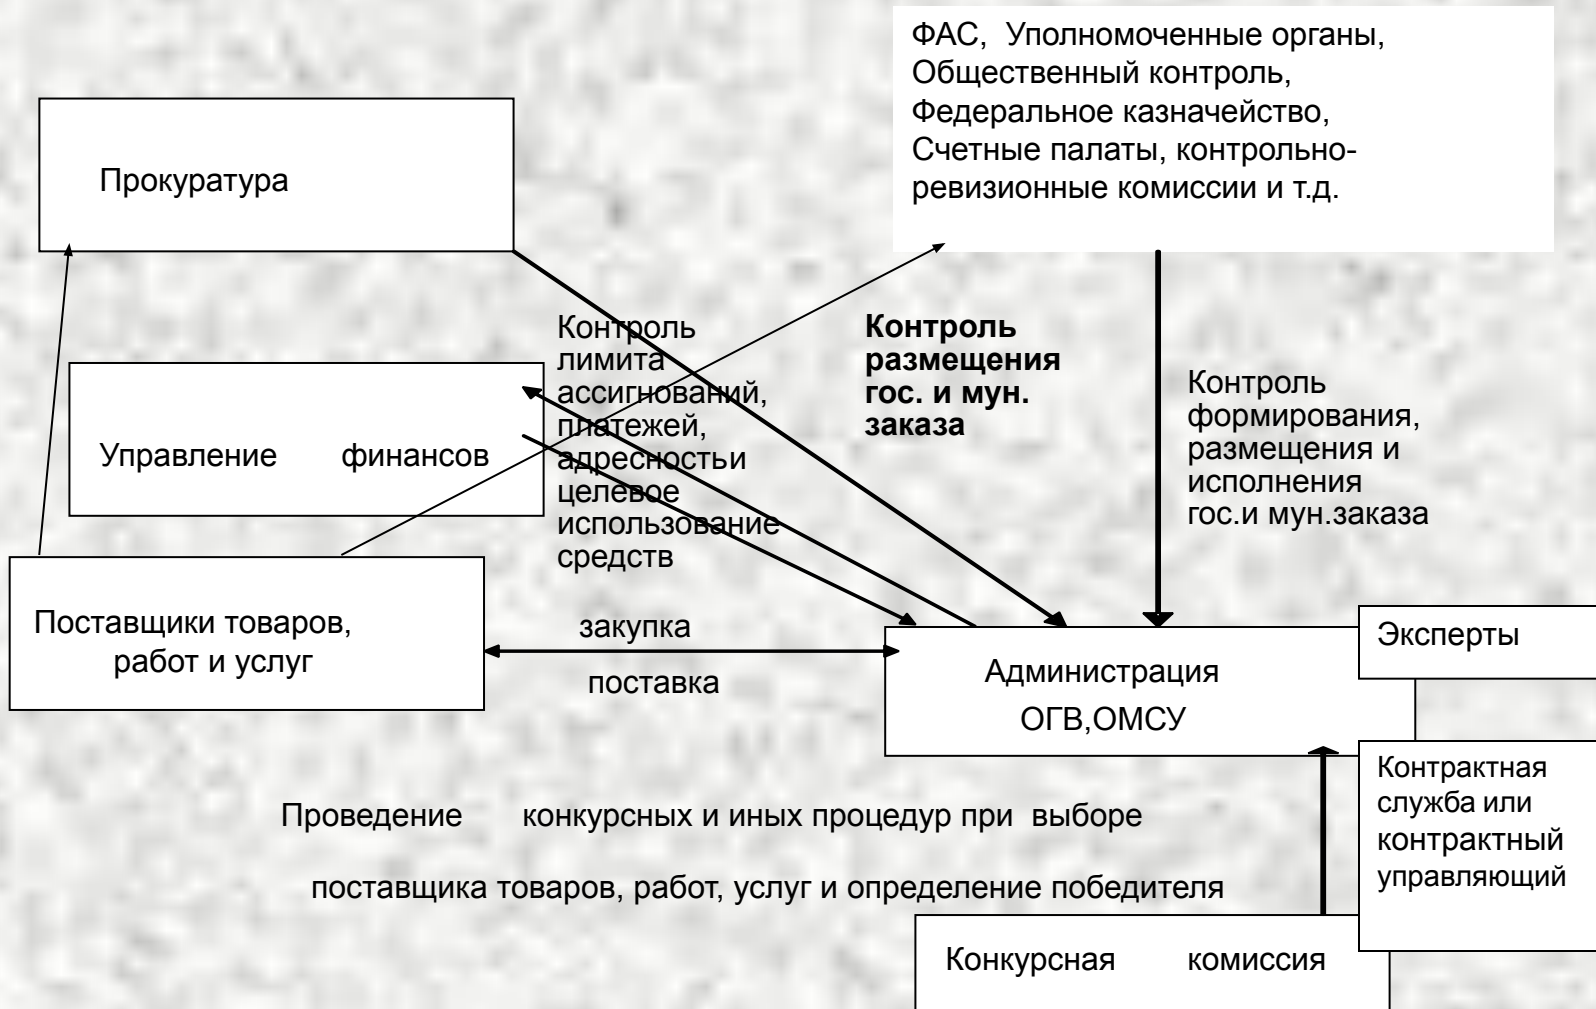 ФАС, Уполномоченные органы,
Общественный контроль,
Федеральное казначейство,
Счетные палаты, контрольно-
ревизионные комиссии и т.д.
Прокуратура
Контроль
лимита
ассигнований,
платежей,
адресностьи
целевое
использование
средств
Контроль
размещения
гос. и мун.
заказа
Контроль
формирования,
размещения и
исполнения
гос.и мун.заказа
Управление финансов
Поставщики товаров,
работ и услуг
закупка
поставка
Администрация
ОГВ,ОМСУ
Эксперты
Контрактная
служба или
контрактный
управляющий
Проведение конкурсных и иных процедур при выборе
поставщика товаров, работ, услуг и определение победителя
Конкурсная комиссия